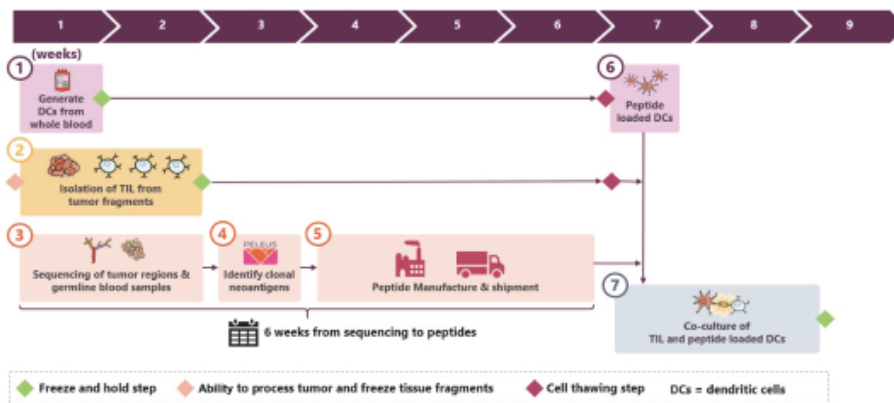 1 2 3 4 5 6 7 8 9
(weeks)
1
Generate
DCs from
whole blood
6
Peptide
loaded DCs
2
Isolation of TIL from
tumor fragments
3
Sequencing of tumor regions &
germline blood samples
4
PELEUS
Identify clonal
neoantigens
5
Peptide Manufacture & shipment
7
Co-culture of
TIL and peptide loaded DCs
6 weeks from sequencing to peptides
Freeze and hold step
Ability to process tumor and freeze tissue fragments
Cell thawing step
DCs = dendritic cells